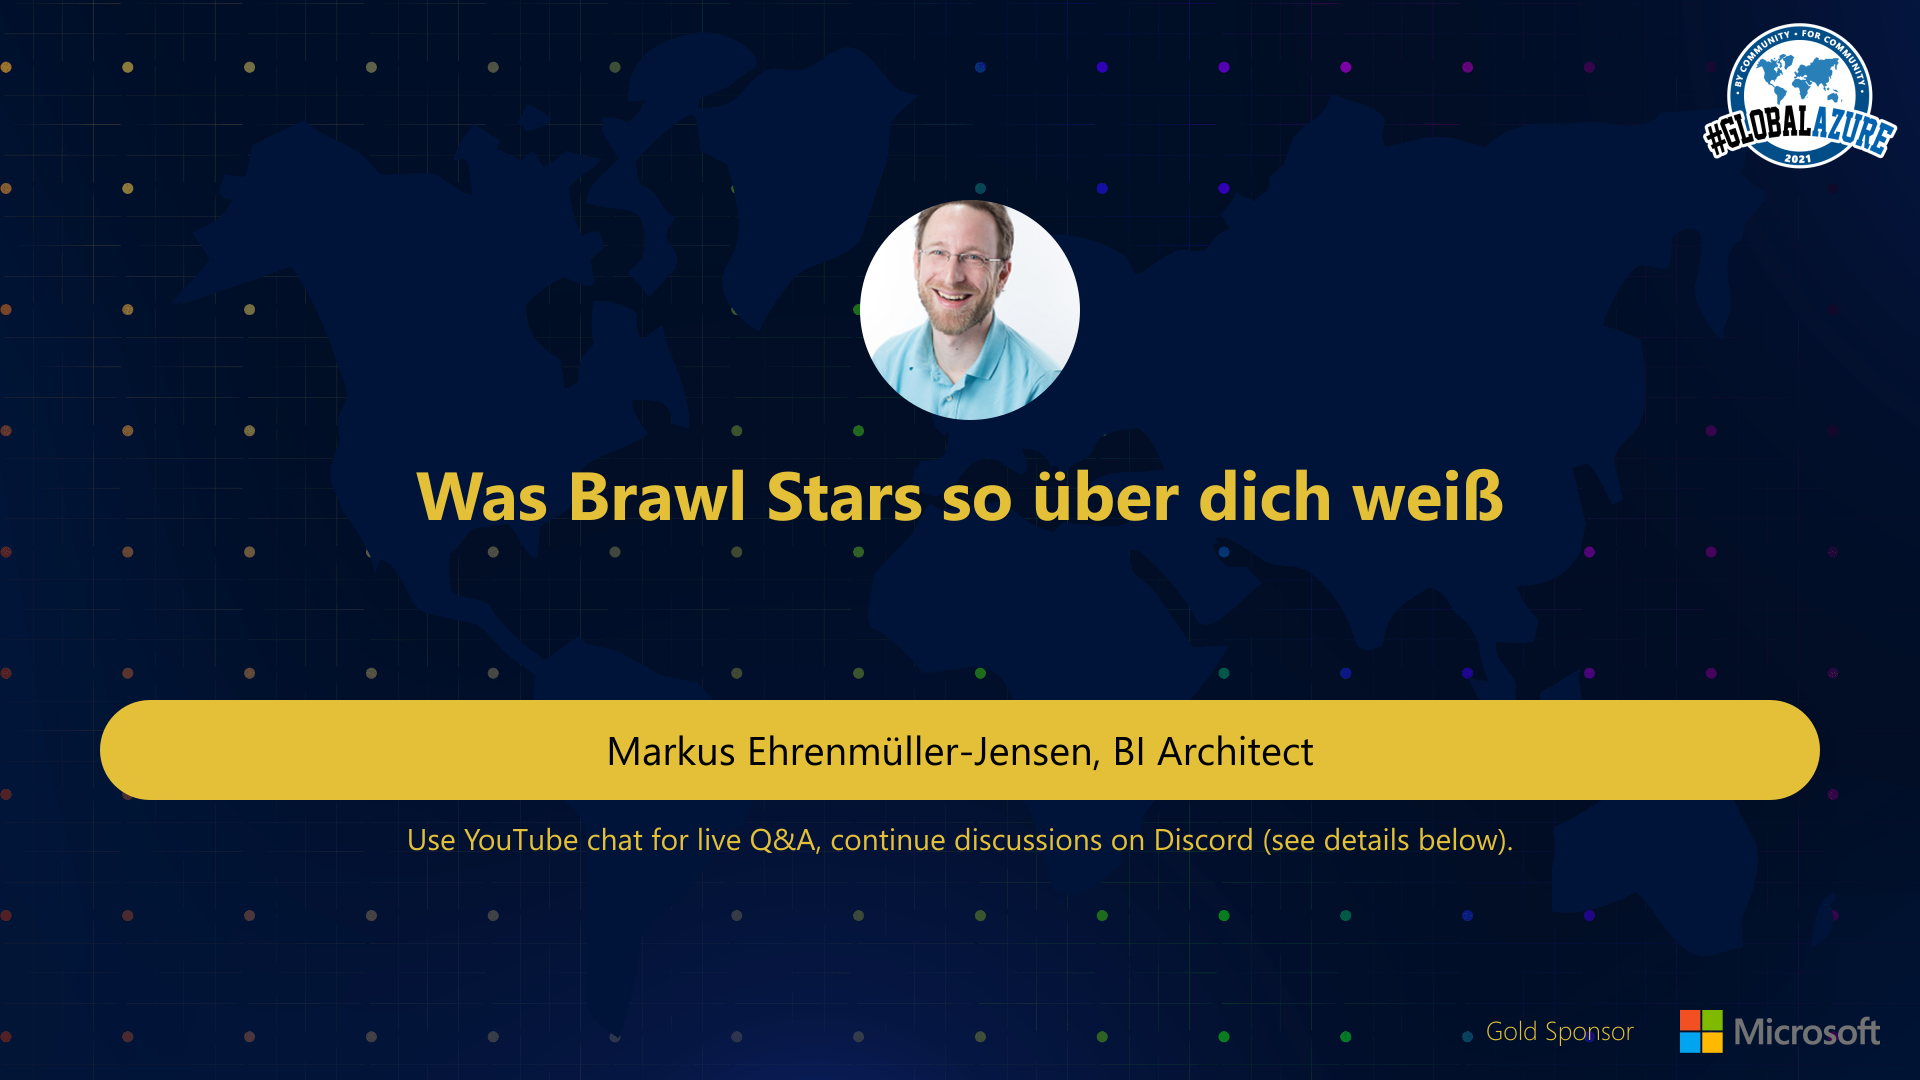 • BY COMMUNITY • FOR COMMUNITY •
#GLOBALAZURE
2021
Was Brawl Stars so über dich weiß
Markus Ehrenmüller-Jensen, BI Architect
Use YouTube chat for live Q&A, continue discussions on Discord (see details below).
Gold Sponsor
Microsoft